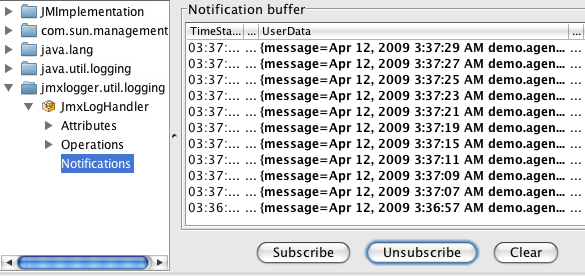 JMImplementation
com.sun.management
java.lang
java.util.logging
jmxlogger.util.logging
JmxLogHandler
Attributes
Operations
Notifications
Notification buffer
TimeSta... ... UserData ...
03:37:... ... {message=Apr 12, 2009 3:37:29 AM demo.agen... ...
03:37:... ... {message=Apr 12, 2009 3:37:27 AM demo.agen... ...
03:37:... ... {message=Apr 12, 2009 3:37:25 AM demo.agen... ...
03:37:... ... {message=Apr 12, 2009 3:37:23 AM demo.agen... ...
03:37:... ... {message=Apr 12, 2009 3:37:21 AM demo.agen... ...
03:37:... ... {message=Apr 12, 2009 3:37:19 AM demo.agen... ...
03:37:... ... {message=Apr 12, 2009 3:37:15 AM demo.agen... ...
03:37:... ... {message=Apr 12, 2009 3:37:11 AM demo.agen... ...
03:37:... ... {message=Apr 12, 2009 3:37:09 AM demo.agen... ...
03:37:... ... {message=Apr 12, 2009 3:37:07 AM demo.agen... ...
03:36:... ... {message=Apr 12, 2009 3:36:57 AM demo.agen... ...
Subscribe Unsubscribe Clear